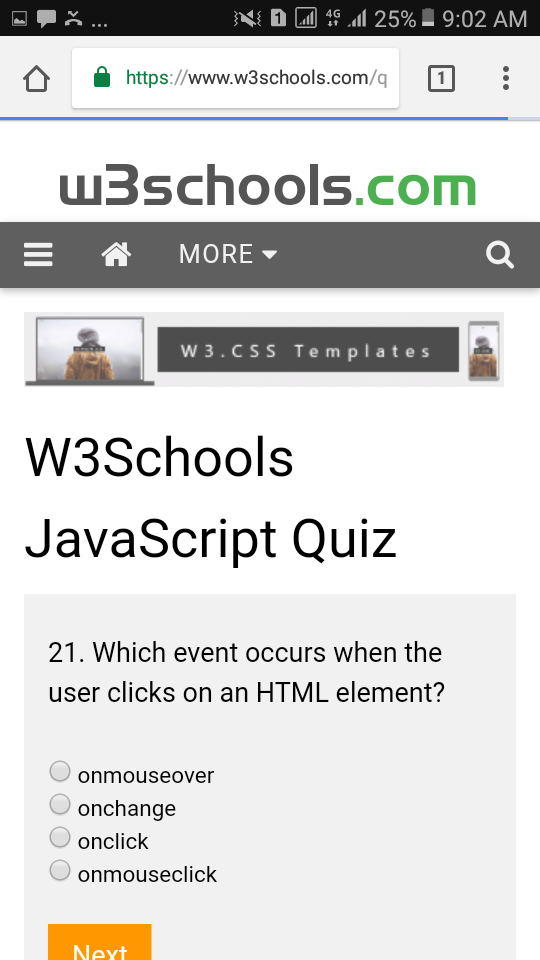 ... 1 4G 25% 9:02 AM
https://www.w3schools.com/q 1
w3schools.com
MORE
W3.CSS Templates
W3Schools
JavaScript Quiz
21. Which event occurs when the
user clicks on an HTML element?
onmouseover
onchange
onclick
onmouseclick
Next